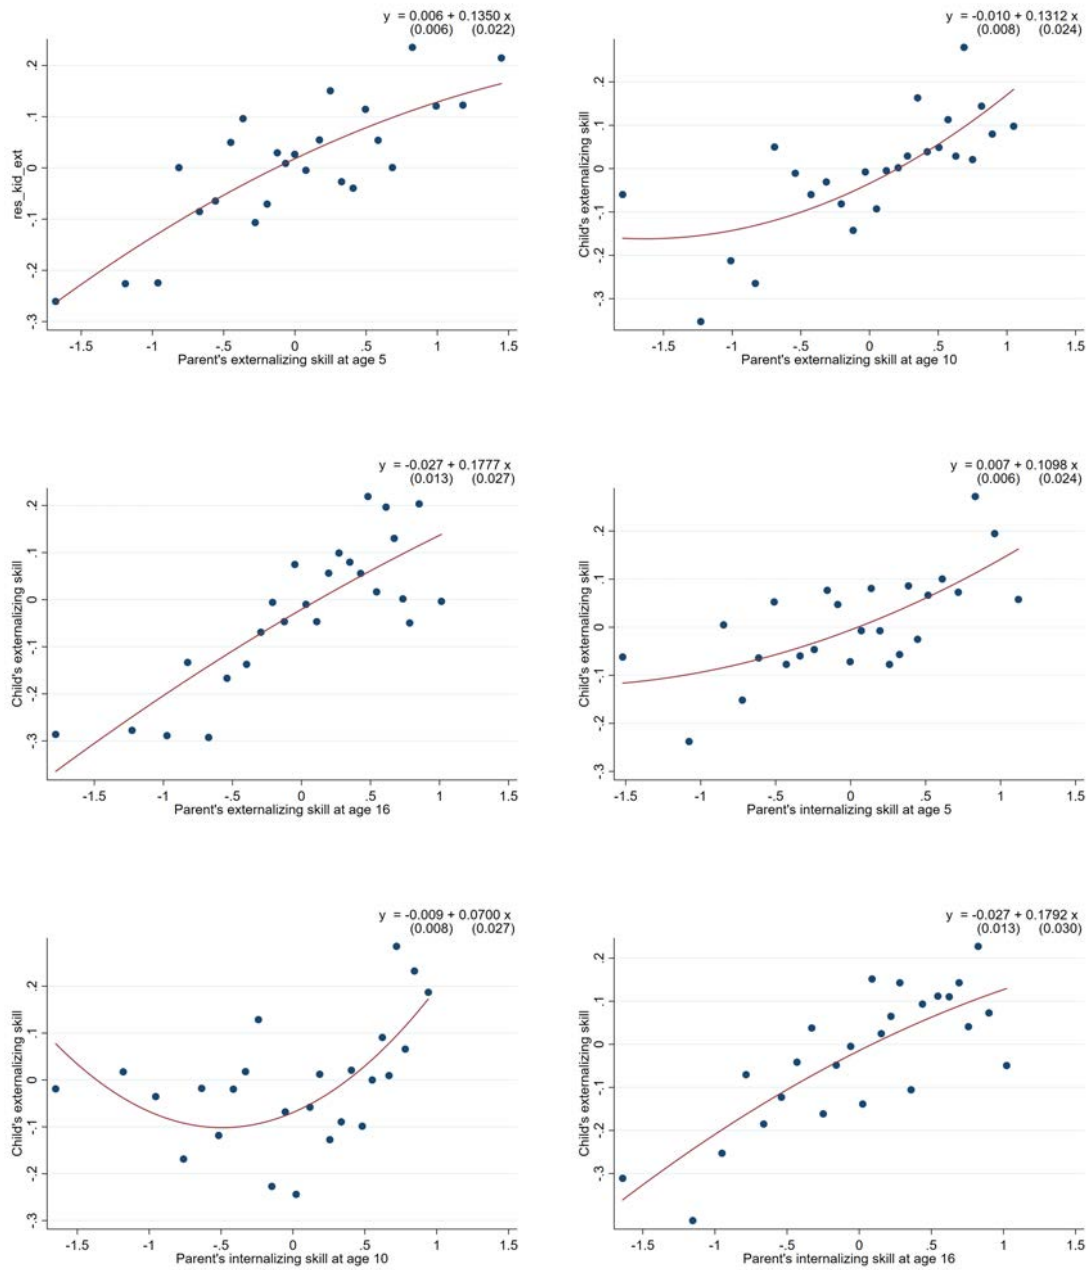 y = 0.006 + 0.1350 x
(0.006) (0.022)
res_kid_ext
.2
.1
0
-.1
-.2
-.3
-1.5 -1 -.5 0 .5 1 1.5
Parent's externalizing skill at age 5
y = -0.010 + 0.1312 x
(0.008) (0.024)
Child's externalizing skill
.2
.1
0
-.1
-.2
-.3
-1.5 -1 -.5 0 .5 1 1.5
Parent's externalizing skill at age 10
y = -0.027 + 0.1777 x
(0.013) (0.027)
Child's externalizing skill
.2
.1
0
-.1
-.2
-.3
-1.5 -1 -.5 0 .5 1 1.5
Parent's externalizing skill at age 16
y = 0.007 + 0.1098 x
(0.006) (0.024)
Child's externalizing skill
.2
.1
0
-.1
-.2
-.3
-1.5 -1 -.5 0 .5 1 1.5
Parent's internalizing skill at age 5
y = -0.009 + 0.0700 x
(0.008) (0.027)
Child's externalizing skill
.2
.1
0
-.1
-.2
-.3
-1.5 -1 -.5 0 .5 1 1.5
Parent's internalizing skill at age 10
y = -0.027 + 0.1792 x
(0.013) (0.030)
Child's externalizing skill
.2
.1
0
-.1
-.2
-.3
-1.5 -1 -.5 0 .5 1 1.5
Parent's internalizing skill at age 16